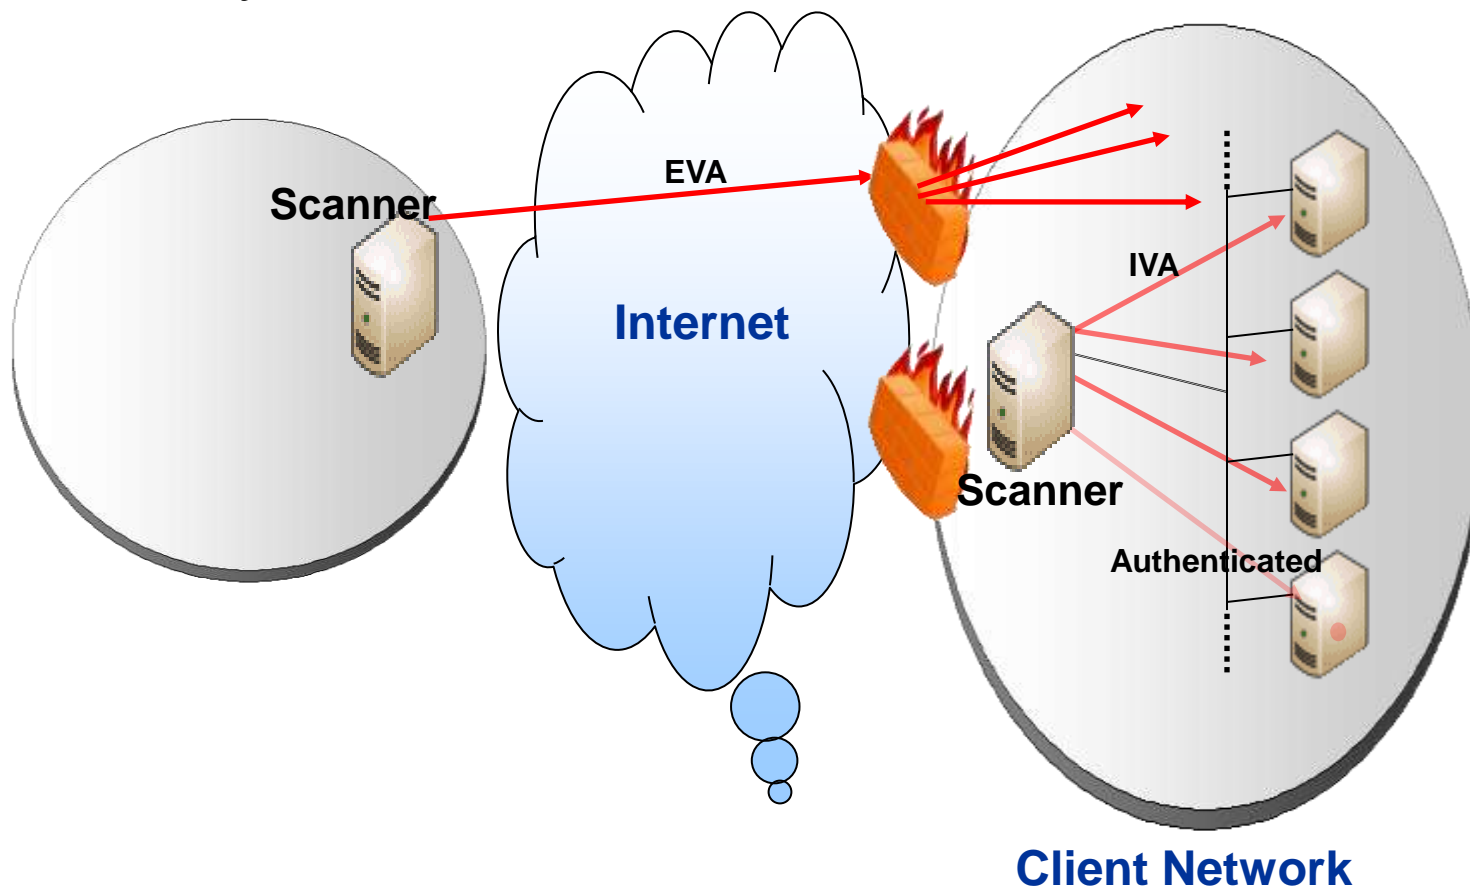 EVA
Scanner
IVA
Internet
Scanner
Authenticated
Client Network